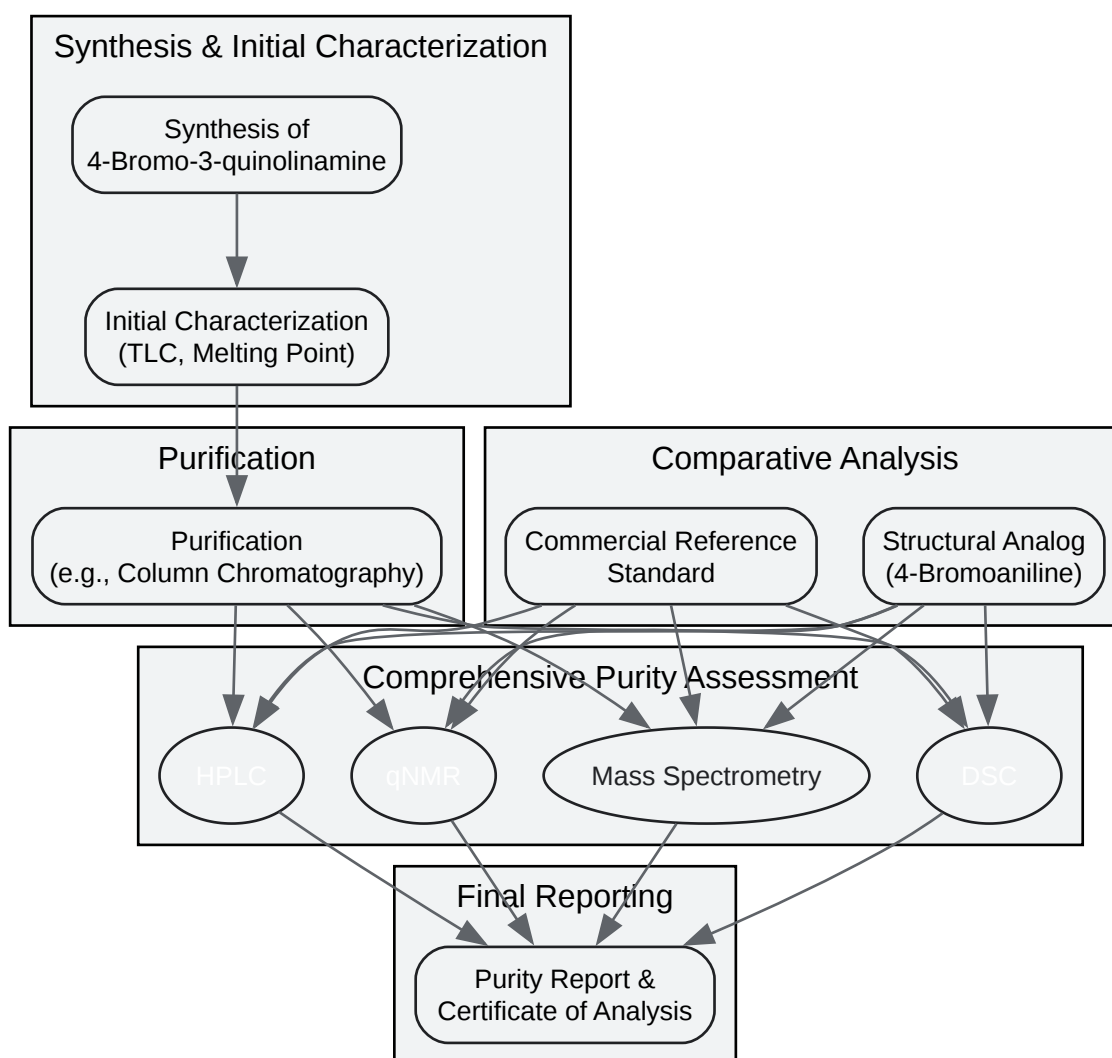 Synthesis & Initial Characterization
Synthesis of
4-Bromo-3-quinolinamine
Initial Characterization
(TLC, Melting Point)
Purification
Comparative Analysis
Purification
(e.g., Column Chromatography)
Commercial Reference
Standard
Structural Analog
(4-Bromoaniline)
Comprehensive Purity Assessment
HPLC
qNMR
Mass Spectrometry
DSC
Final Reporting
Purity Report &
Certificate of Analysis